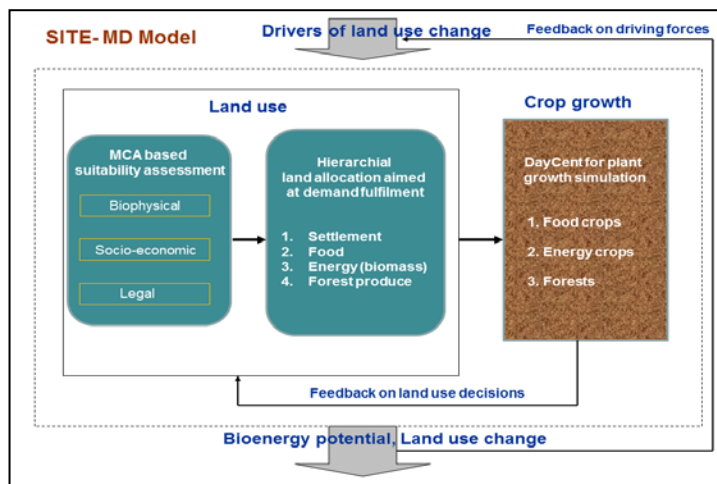 SITE-MD Model
Drivers of land use change
Feedback on driving forces
Land use
Crop growth
MCA based
suitability assessment
Biophysical
Socio-economic
Legal
Hierarchial
land allocation aimed
at demand fulfilment
1. Settlement
2. Food
3. Energy (biomass)
4. Forest produce
DayCent for plant
growth simulation
1. Food crops
2. Energy crops
3. Forests
Feedback on land use decisions
Bioenergy potential, Land use change